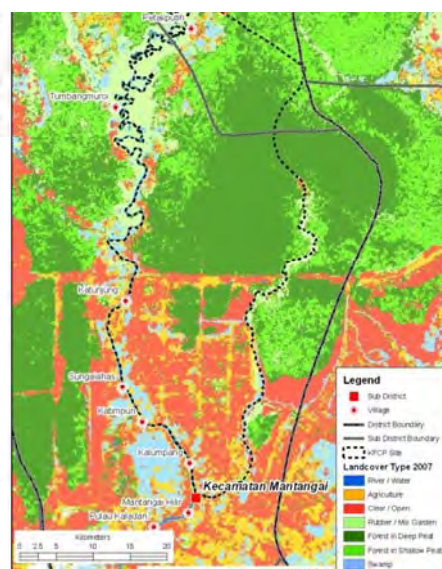 Petakputih
Tumbangmuroi
Katunjung
Sungaiahas
Katimpun
Kalumpang
Kecamatan Mantangai
Mantangai Hilir
Pulau Kaladan
Kilometers
0 2.5 5 10 15 20
Legend
Sub District
Village
District Boundary
Sub District Boundary
KFCP Site
Landcover Type 2007
River / Water
Agriculture
Clear / Open
Rubber / Mix Garden
Forest in Deep Peat
Forest in Shallow Peat
Swamp